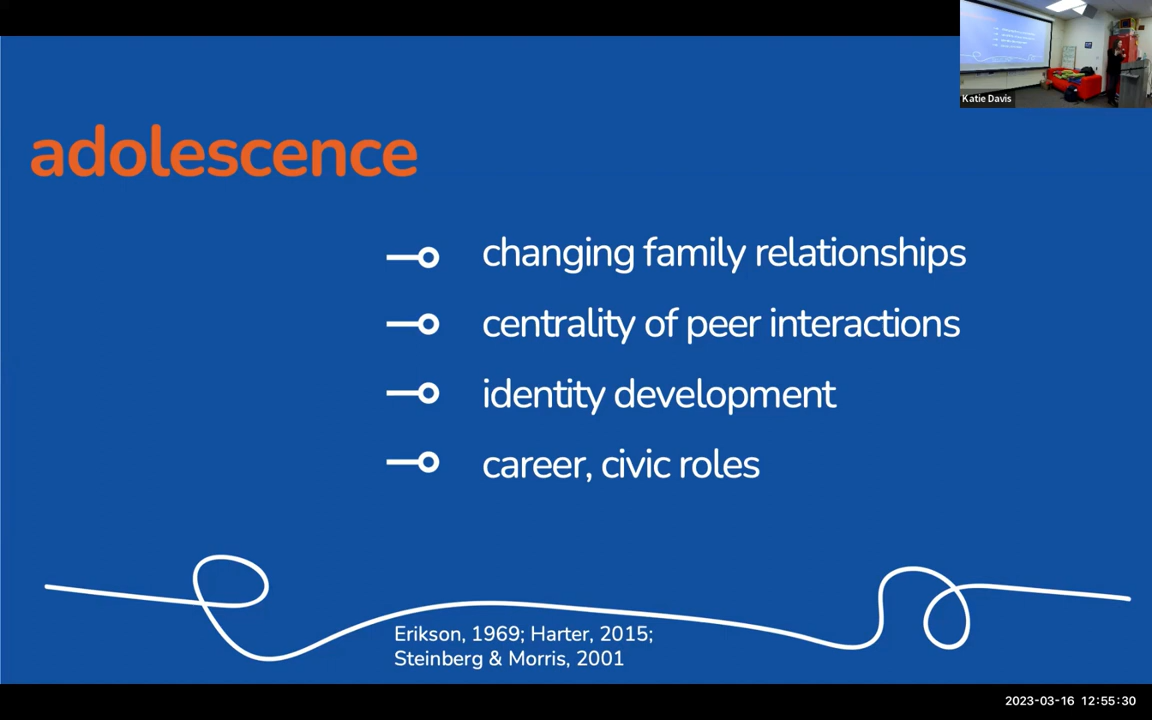 Katie Davis
adolescence
changing family relationships
centrality of peer interactions
identity development
career, civic roles
Erikson, 1969; Harter, 2015;
Steinberg & Morris, 2001
2023-03-16 12:55:30